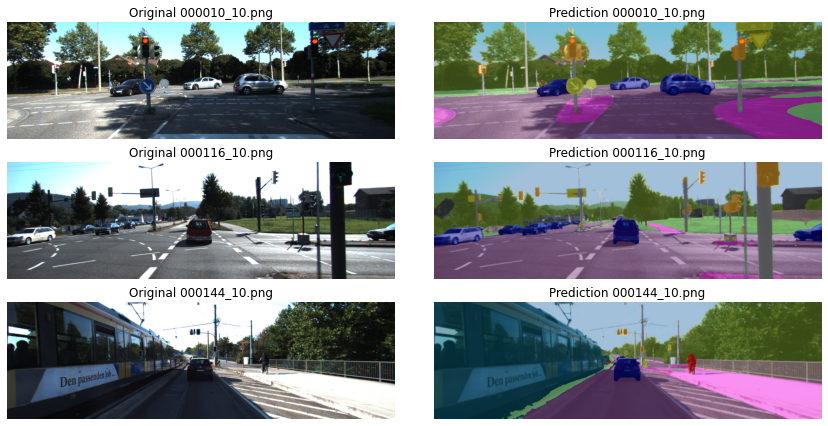 Original 000010_10.png
Prediction 000010_10.png
Original 000116_10.png
Prediction 000116_10.png
Original 000144_10.png
Prediction 000144_10.png
Den passenden Job...